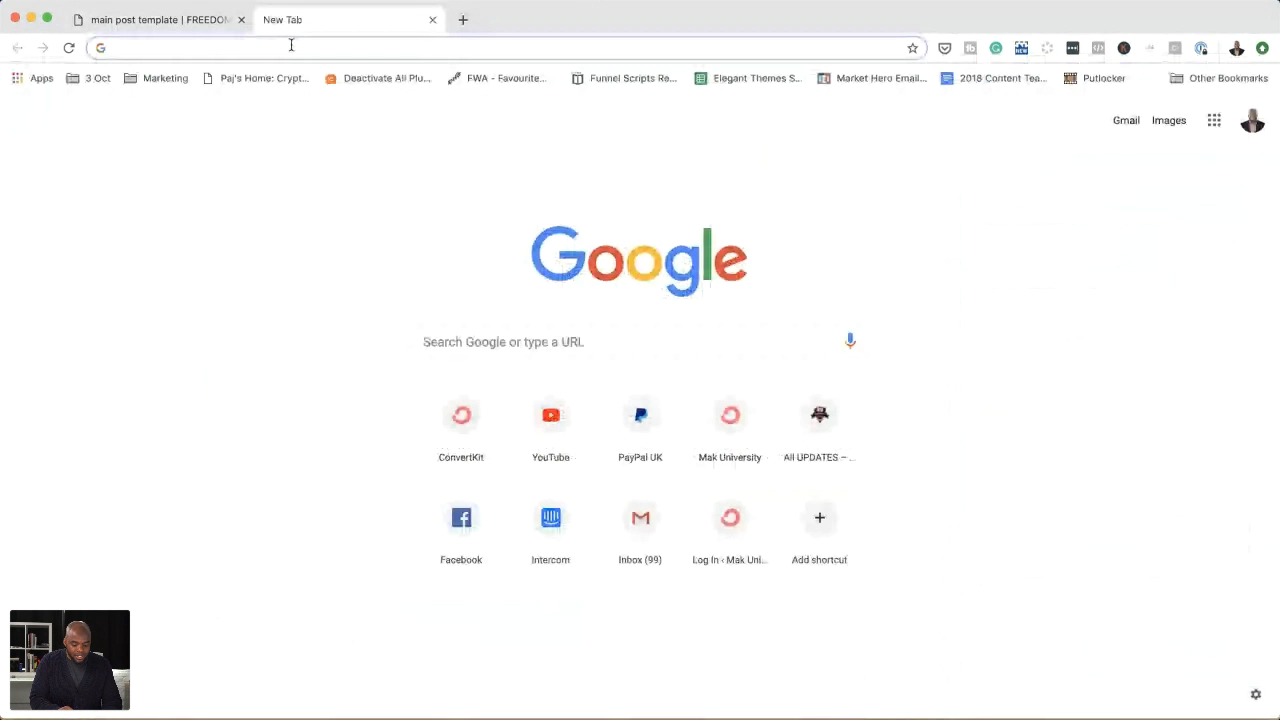 main post template | FREEDOM
New Tab
Apps
3 Oct
Marketing
Paj's Home: Crypt...
Deactivate All Plu...
FWA - Favourite...
Funnel Scripts Re...
Elegant Themes S...
Market Hero Email...
2018 Content Tea...
Putlocker
Other Bookmarks
Gmail
Images
Google
Search Google or type a URL
ConvertKit
YouTube
PayPal UK
Mak University
All UPDATES – ...
Facebook
Intercom
Inbox (99)
Log In ‹ Mak Uni...
Add shortcut